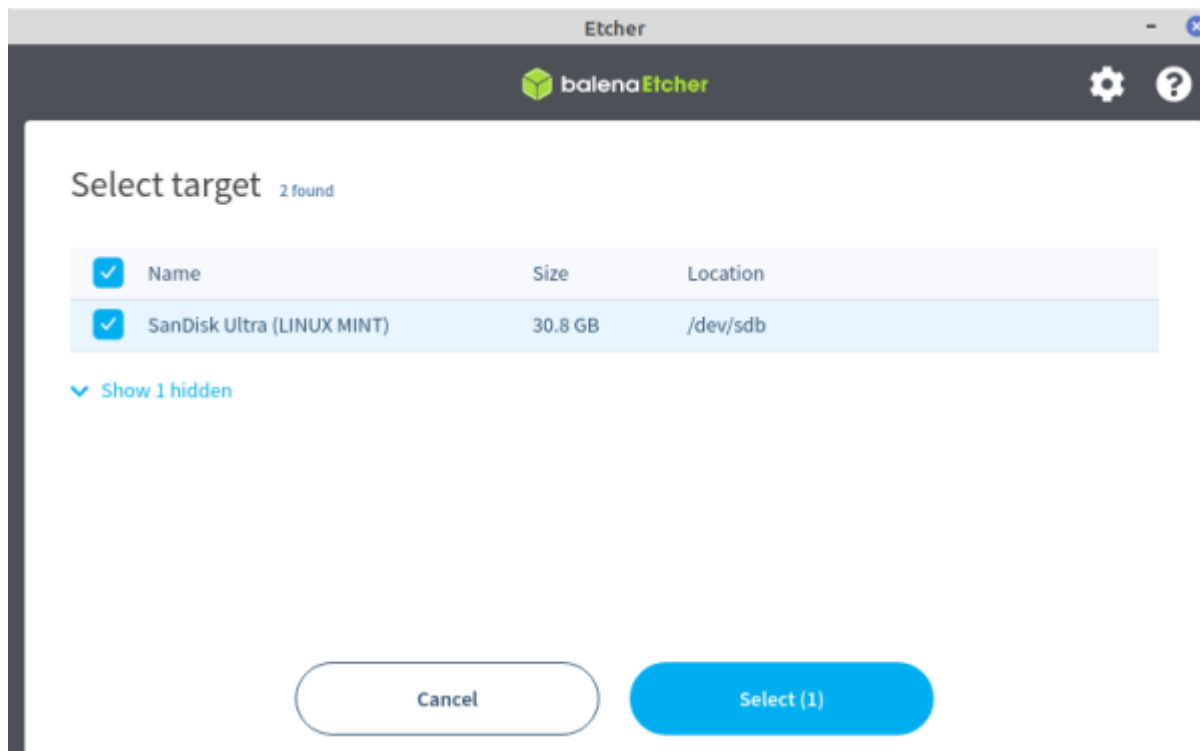 Etcher
balenaEtcher
Select target 2 found
Name Size Location
SanDisk Ultra (LINUX MINT) 30.8 GB /dev/sdb
Show 1 hidden
Cancel Select (1)